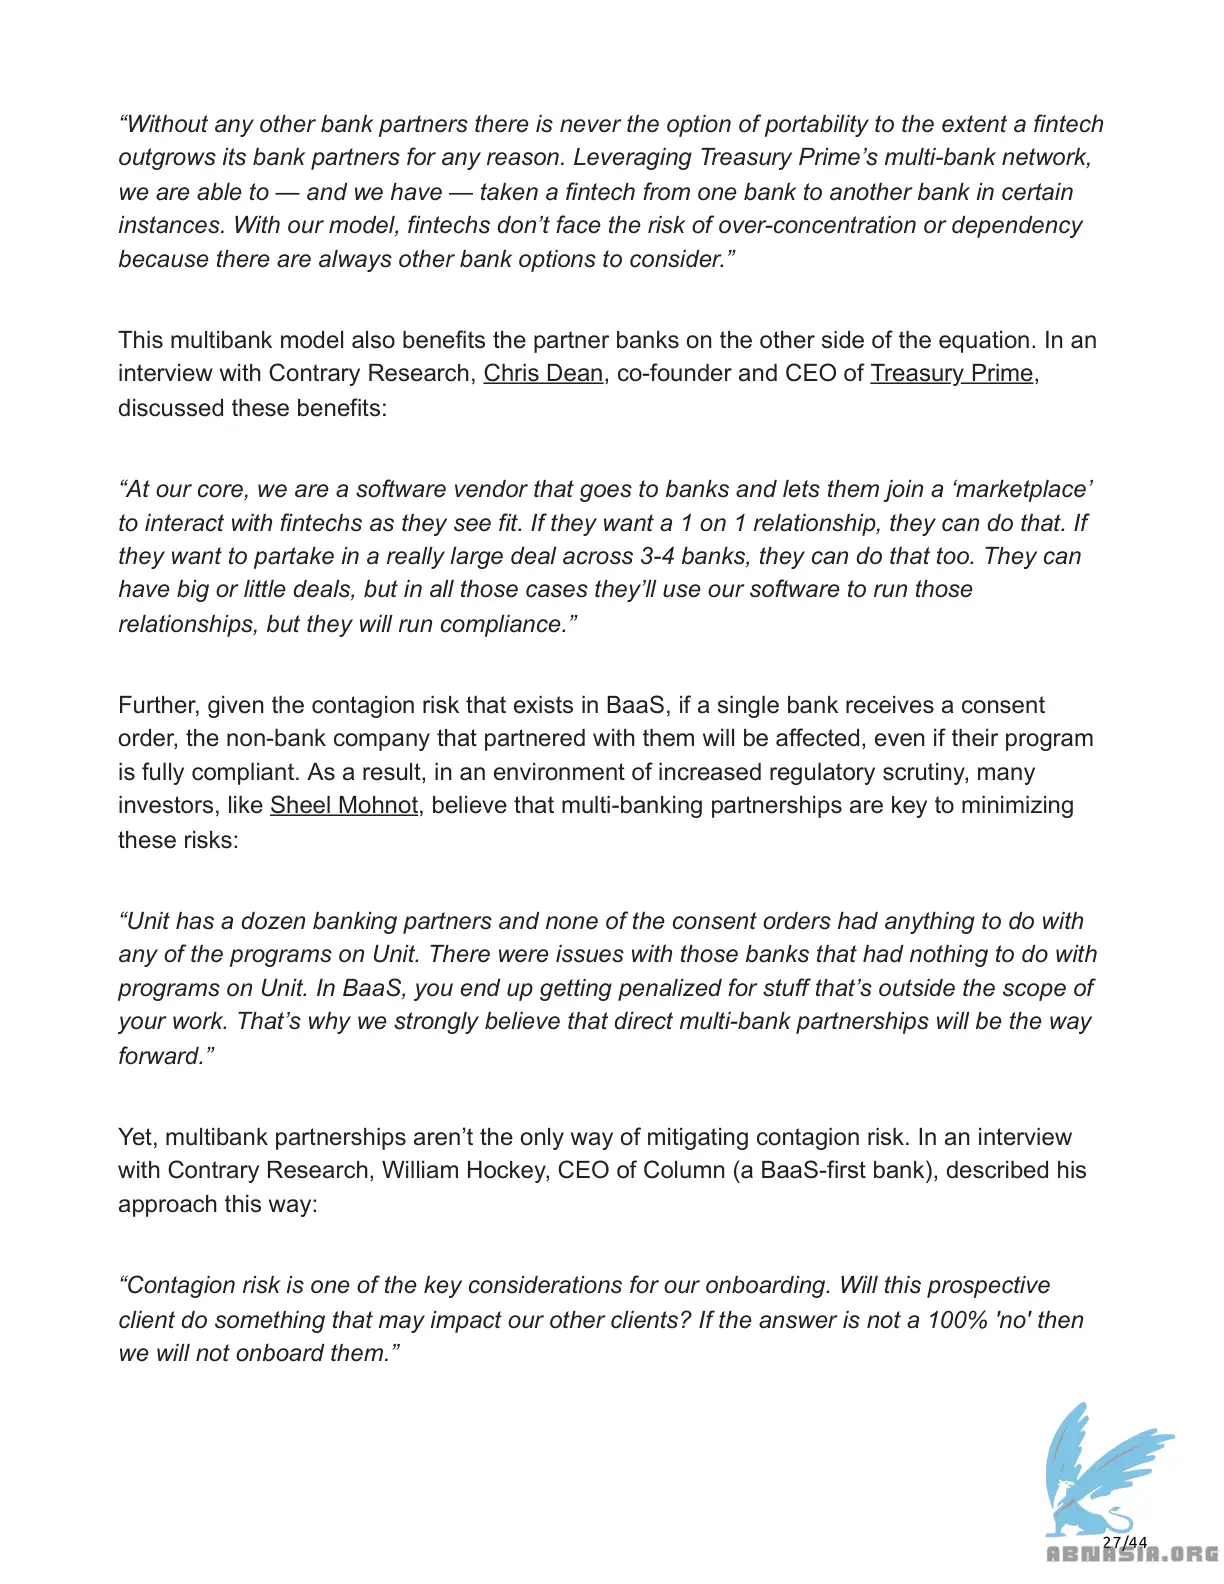 “Without any other bank partners there is never the option of portability to the extent a fintech
outgrows its bank partners for any reason. Leveraging Treasury Prime’s multi-bank network,
we are able to — and we have — taken a fintech from one bank to another bank in certain
instances. With our model, fintechs don’t face the risk of over-concentration or dependency
because there are always other bank options to consider.”
This multibank model also benefits the partner banks on the other side of the equation. In an
interview with Contrary Research, Chris Dean, co-founder and CEO of Treasury Prime,
discussed these benefits:
“At our core, we are a software vendor that goes to banks and lets them join a ‘marketplace’
to interact with fintechs as they see fit. If they want a 1 on 1 relationship, they can do that. If
they want to partake in a really large deal across 3-4 banks, they can do that too. They can
have big or little deals, but in all those cases they’ll use our software to run those
relationships, but they will run compliance.”
Further, given the contagion risk that exists in BaaS, if a single bank receives a consent
order, the non-bank company that partnered with them will be affected, even if their program
is fully compliant. As a result, in an environment of increased regulatory scrutiny, many
investors, like Sheel Mohnot, believe that multi-banking partnerships are key to minimizing
these risks:
“Unit has a dozen banking partners and none of the consent orders had anything to do with
any of the programs on Unit. There were issues with those banks that had nothing to do with
programs on Unit. In BaaS, you end up getting penalized for stuff that’s outside the scope of
your work. That’s why we strongly believe that direct multi-bank partnerships will be the way
forward.”
Yet, multibank partnerships aren’t the only way of mitigating contagion risk. In an interview
with Contrary Research, William Hockey, CEO of Column (a BaaS-first bank), described his
approach this way:
“Contagion risk is one of the key considerations for our onboarding. Will this prospective
client do something that may impact our other clients? If the answer is not a 100% 'no' then
we will not onboard them.”
27/44
ABNASIA.ORG